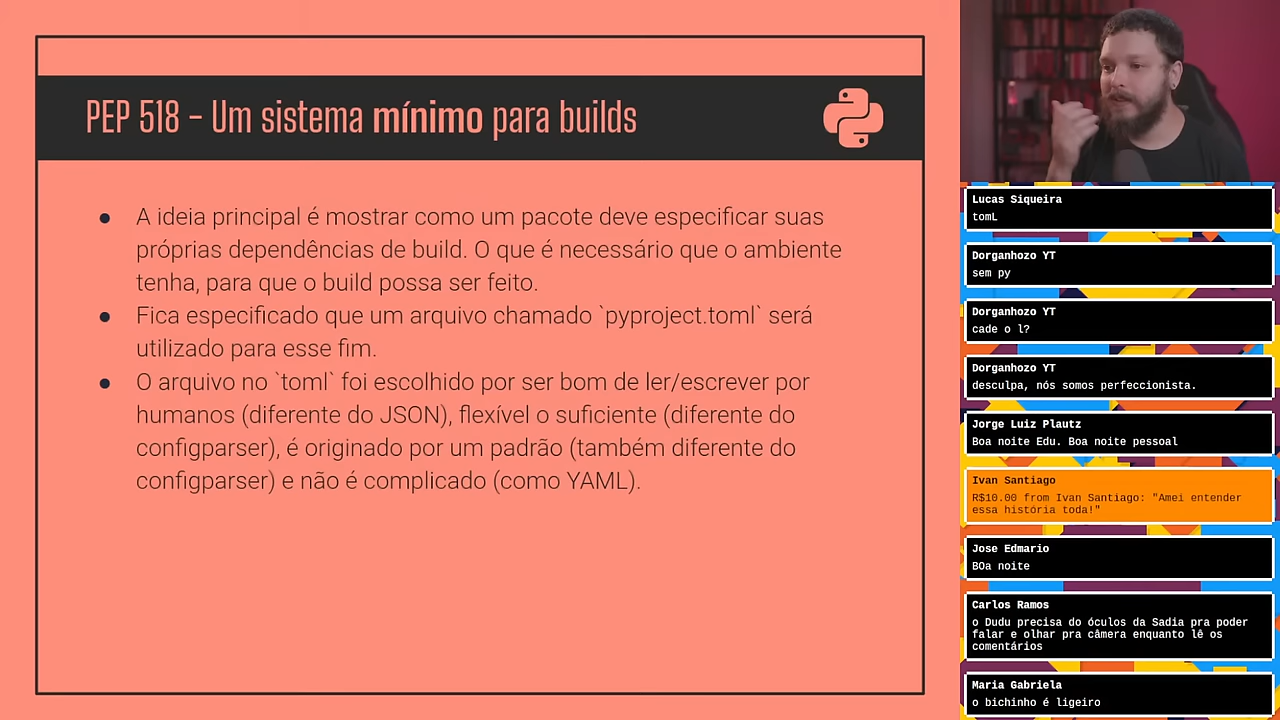 PEP 518 - Um sistema mínimo para builds
● A ideia principal é mostrar como um pacote deve especificar suas
próprias dependências de build. O que é necessário que o ambiente
tenha, para que o build possa ser feito.
● Fica especificado que um arquivo chamado `pyproject.toml` será
utilizado para esse fim.
● O arquivo no `toml` foi escolhido por ser bom de ler/escrever por
humanos (diferente do JSON), flexível o suficiente (diferente do
configparser), é originado por um padrão (também diferente do
configparser) e não é complicado (como YAML).
Lucas Siqueira
tomL
Dorganhozo YT
sem py
Dorganhozo YT
cade o l?
Dorganhozo YT
desculpa, nós somos perfeccionista.
Jorge Luiz Plautz
Boa noite Edu. Boa noite pessoal
Ivan Santiago
R$10.00 from Ivan Santiago: "Amei entender
essa história toda!"
Jose Edmario
BOa noite
Carlos Ramos
o Dudu precisa do óculos da Sadia pra poder
falar e olhar pra câmera enquanto lê os
comentários
Maria Gabriela
o bichinho é ligeiro